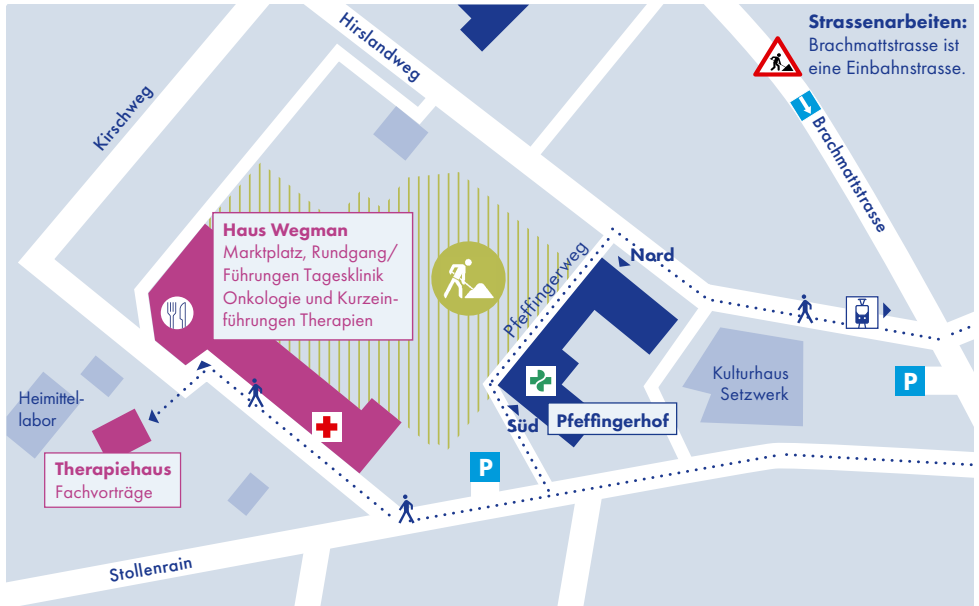 Strassenarbeiten:
Brachmattstrasse ist
eine Einbahnstrasse.
Hirslandweg
Kirschweg
Brachmattstrasse
Haus Wegman
Marktplatz, Rundgang/
Führungen Tagesklinik
Onkologie und Kurzein-
führungen Therapien
Pfeffingerweg
Nord
Kulturhaus
Setzwerk
P
Heimittel-
labor
Süd
Pfeffingerhof
Therapiehaus
Fachvorträge
P
Stollenrain